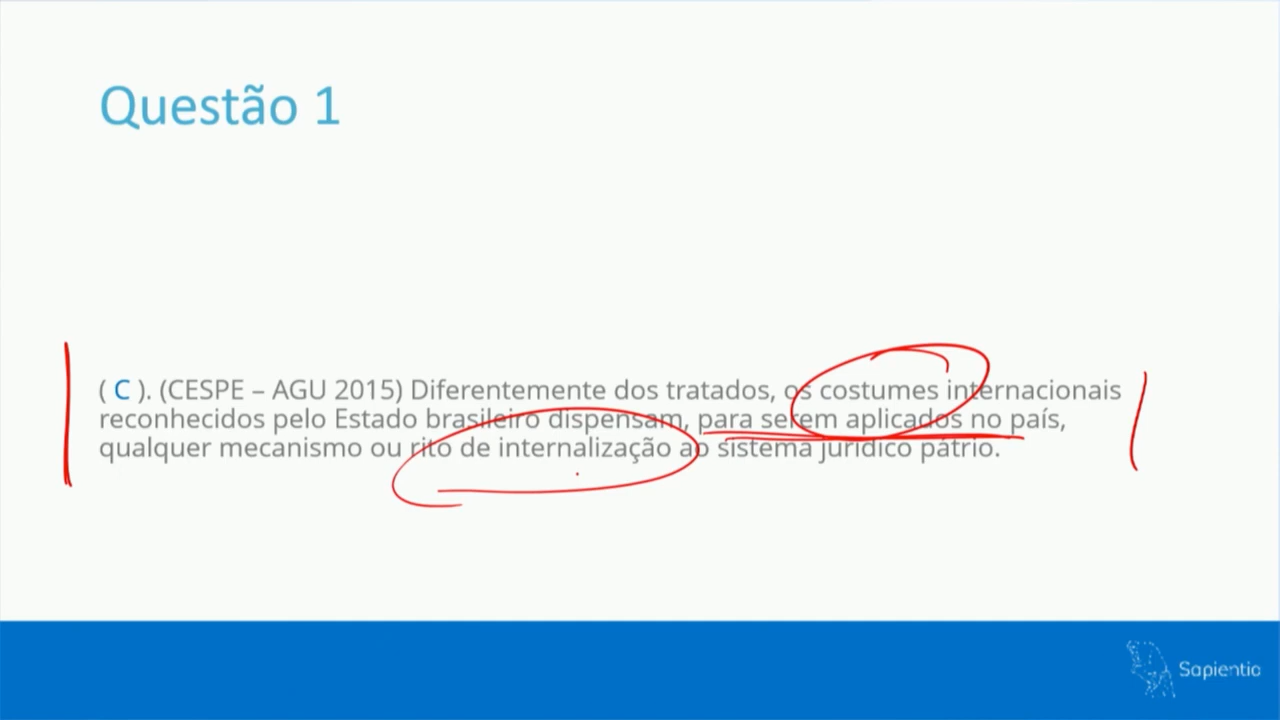 Questão 1
( C ). (CESPE – AGU 2015) Diferentemente dos tratados, os costumes internacionais
reconhecidos pelo Estado brasileiro dispensam, para serem aplicados no país,
qualquer mecanismo ou rito de internalização ao sistema jurídico pátrio.
Sapientia